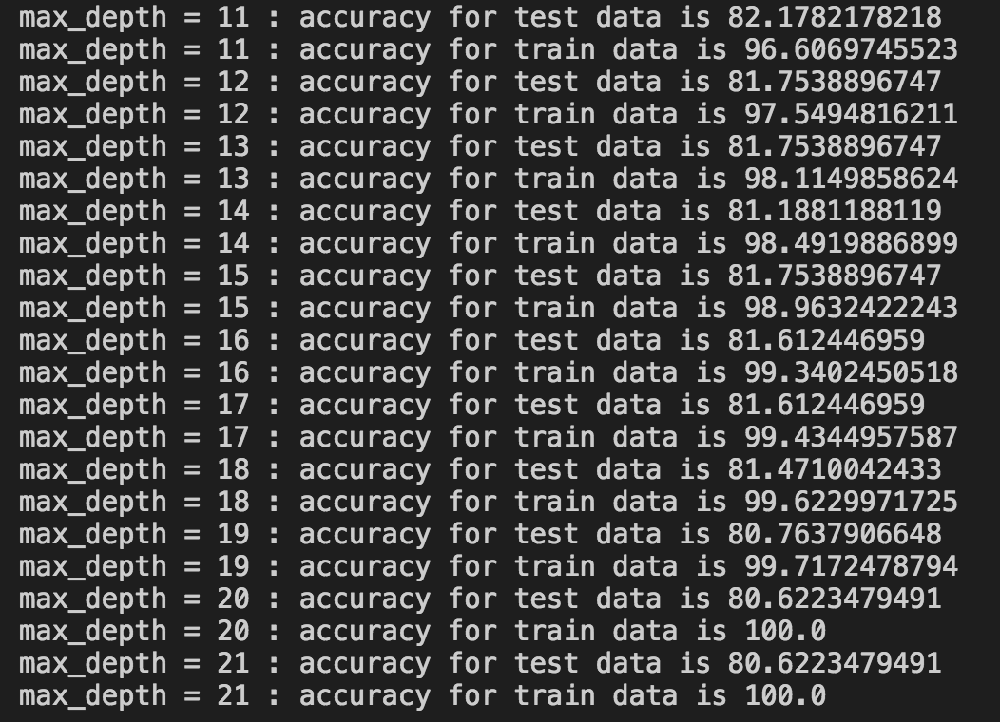 max_depth = 11 : accuracy for test data is 82.1782178218
max_depth = 11 : accuracy for train data is 96.6069745523
max_depth = 12 : accuracy for test data is 81.7538896747
max_depth = 12 : accuracy for train data is 97.5494816211
max_depth = 13 : accuracy for test data is 81.7538896747
max_depth = 13 : accuracy for train data is 98.1149858624
max_depth = 14 : accuracy for test data is 81.1881188119
max_depth = 14 : accuracy for train data is 98.4919886899
max_depth = 15 : accuracy for test data is 81.7538896747
max_depth = 15 : accuracy for train data is 98.9632422243
max_depth = 16 : accuracy for test data is 81.612446959
max_depth = 16 : accuracy for train data is 99.3402450518
max_depth = 17 : accuracy for test data is 81.612446959
max_depth = 17 : accuracy for train data is 99.4344957587
max_depth = 18 : accuracy for test data is 81.4710042433
max_depth = 18 : accuracy for train data is 99.6229971725
max_depth = 19 : accuracy for test data is 80.7637906648
max_depth = 19 : accuracy for train data is 99.7172478794
max_depth = 20 : accuracy for test data is 80.6223479491
max_depth = 20 : accuracy for train data is 100.0
max_depth = 21 : accuracy for test data is 80.6223479491
max_depth = 21 : accuracy for train data is 100.0